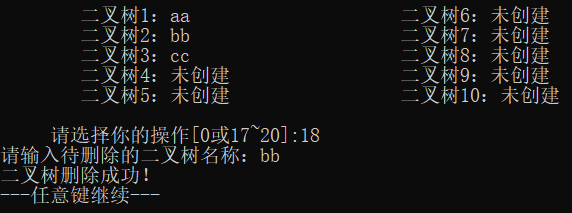 二叉树1：aa 二叉树6：未创建
二叉树2：bb 二叉树7：未创建
二叉树3：cc 二叉树8：未创建
二叉树4：未创建 二叉树9：未创建
二叉树5：未创建 二叉树10：未创建
请选择你的操作[0或17~20]:18
请输入待删除的二叉树名称：bb
二叉树删除成功！
---任意键继续---